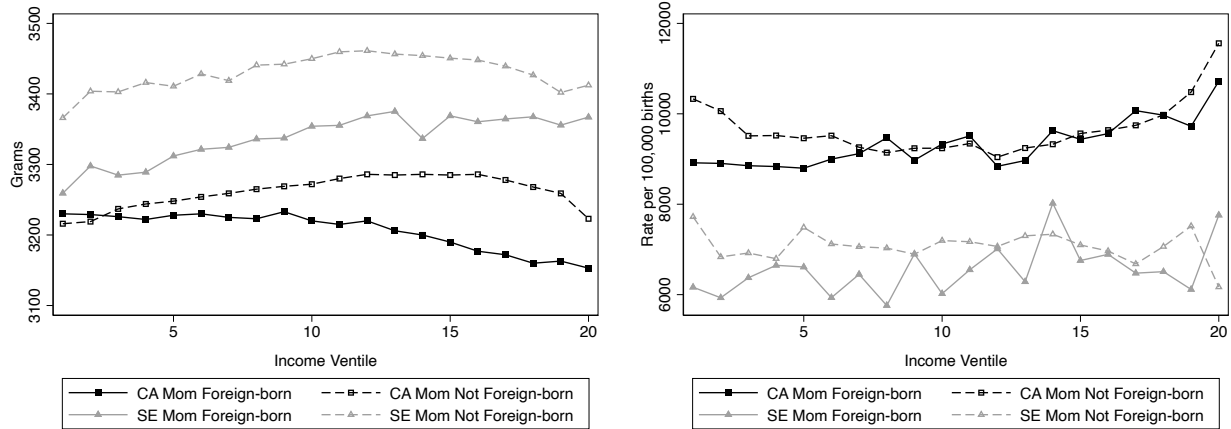 3500
3400
3300
3200
3100
Grams
5
10
15
20
Income Ventile
CA Mom Foreign-born
CA Mom Not Foreign-born
SE Mom Foreign-born
SE Mom Not Foreign-born
12000
10000
8000
6000
Rate per 100,000 births
5
10
15
20
Income Ventile
CA Mom Foreign-born
CA Mom Not Foreign-born
SE Mom Foreign-born
SE Mom Not Foreign-born